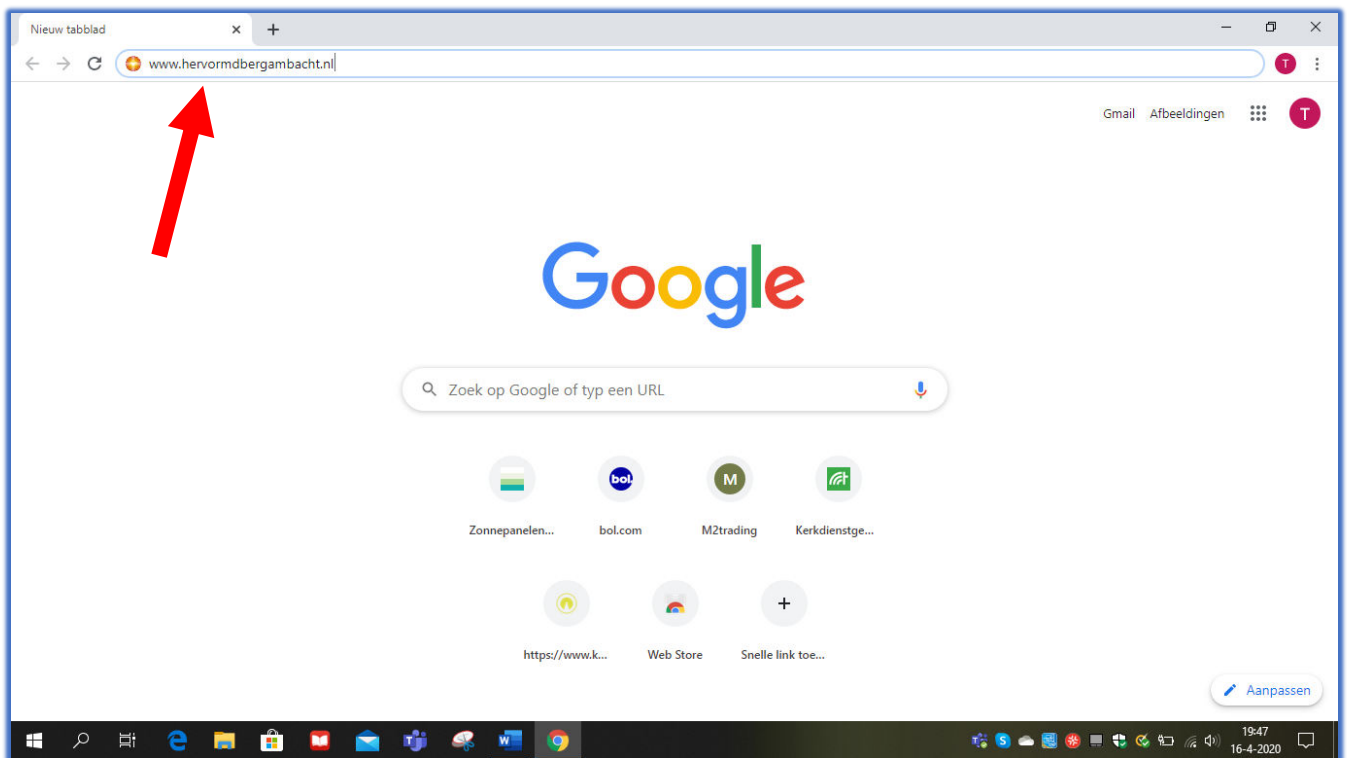 Nieuw tabblad
www.hervormdbergambacht.nl
T
Gmail Afbeeldingen
T
Google
Zoek op Google of typ een URL
bol.
M
Zonnepanelen...
bol.com
M2trading
Kerkdienstge...
https://www.k...
Web Store
Snelle link toe...
Aanpassen
19:47
16-4-2020